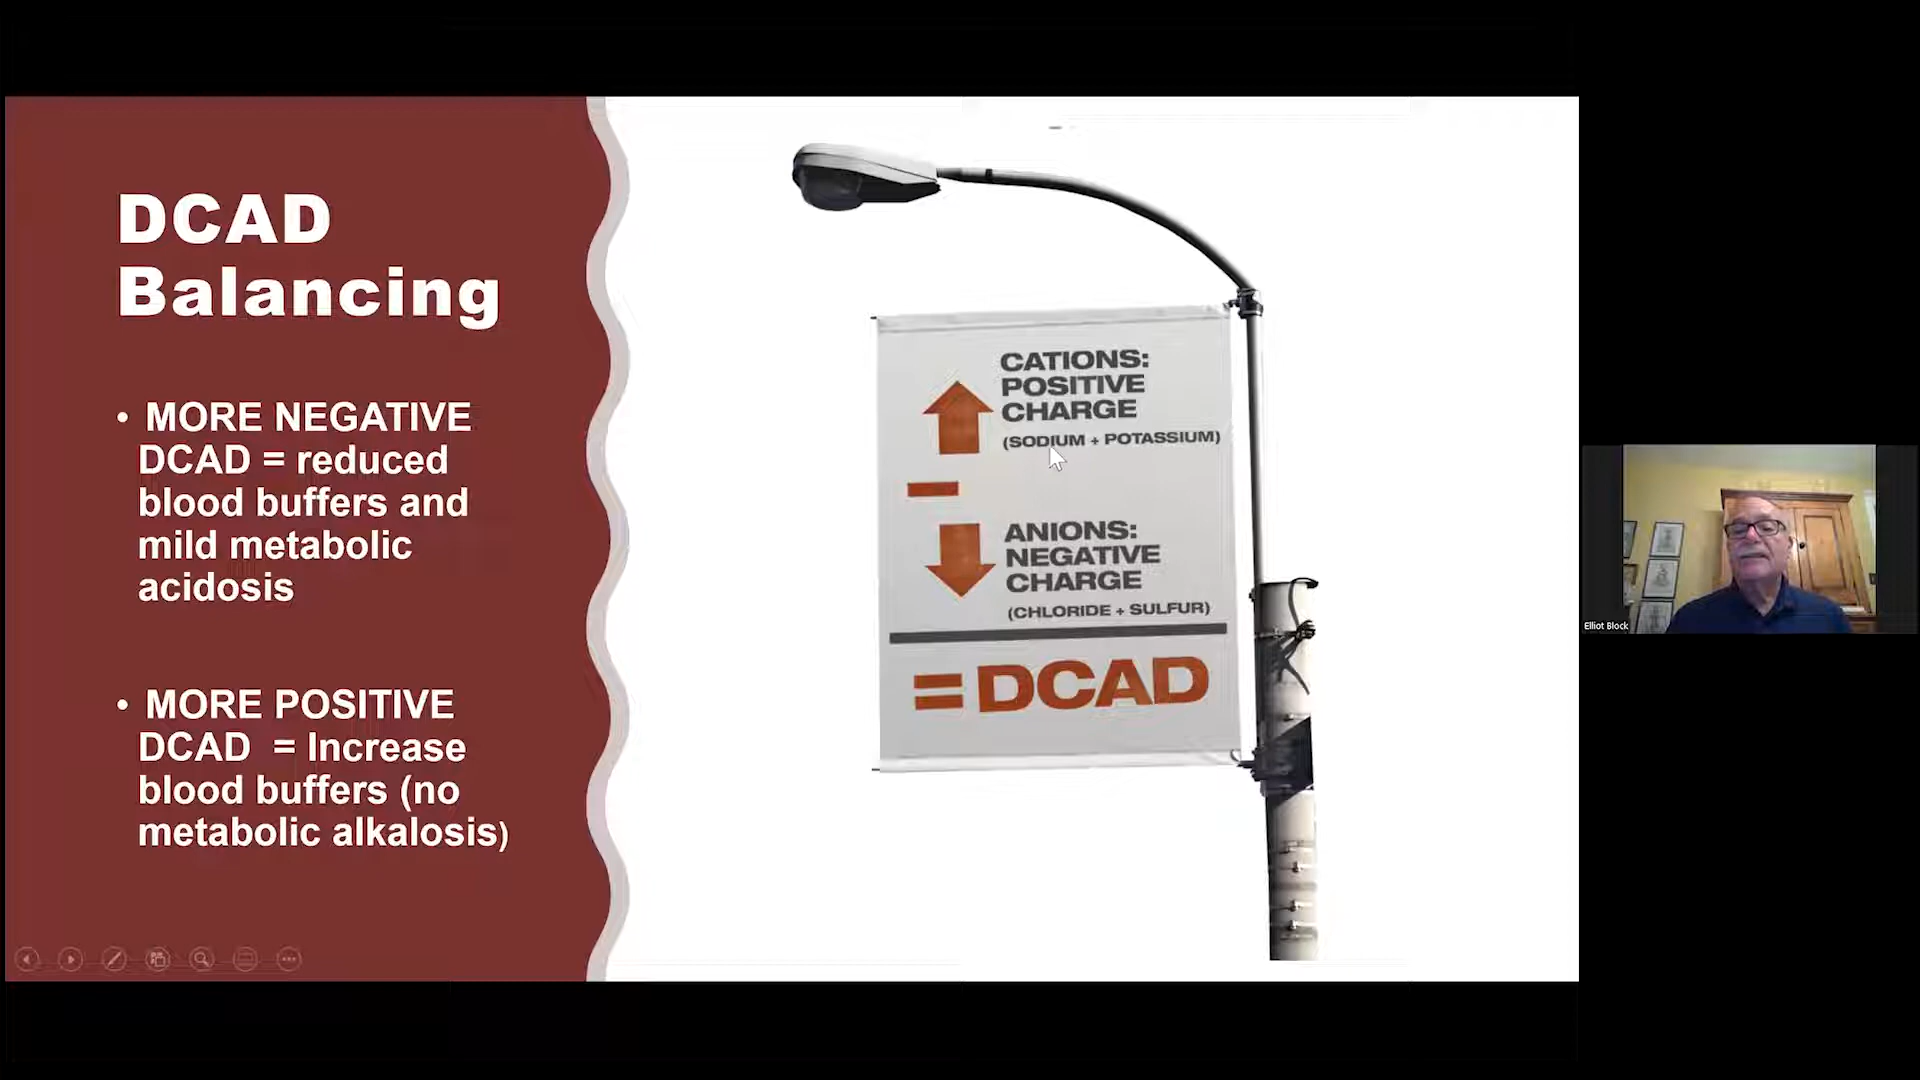 DCAD
Balancing
• MORE NEGATIVE
DCAD = reduced
blood buffers and
mild metabolic
acidosis
• MORE POSITIVE
DCAD = Increase
blood buffers (no
metabolic alkalosis)
CATIONS:
POSITIVE
CHARGE
(SODIUM + POTASSIUM)
ANIONS:
NEGATIVE
CHARGE
(CHLORIDE + SULFUR)
=DCAD
Elliot Block